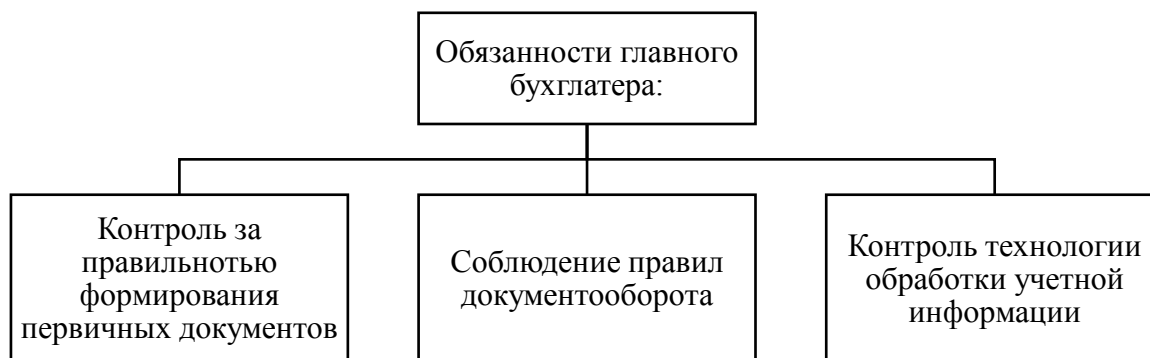 Обязанности главного
бухглатера:
Контроль за
правильнотью
формирования
первичных документов
Соблюдение правил
документооборота
Контроль технологии
обработки учетной
информации